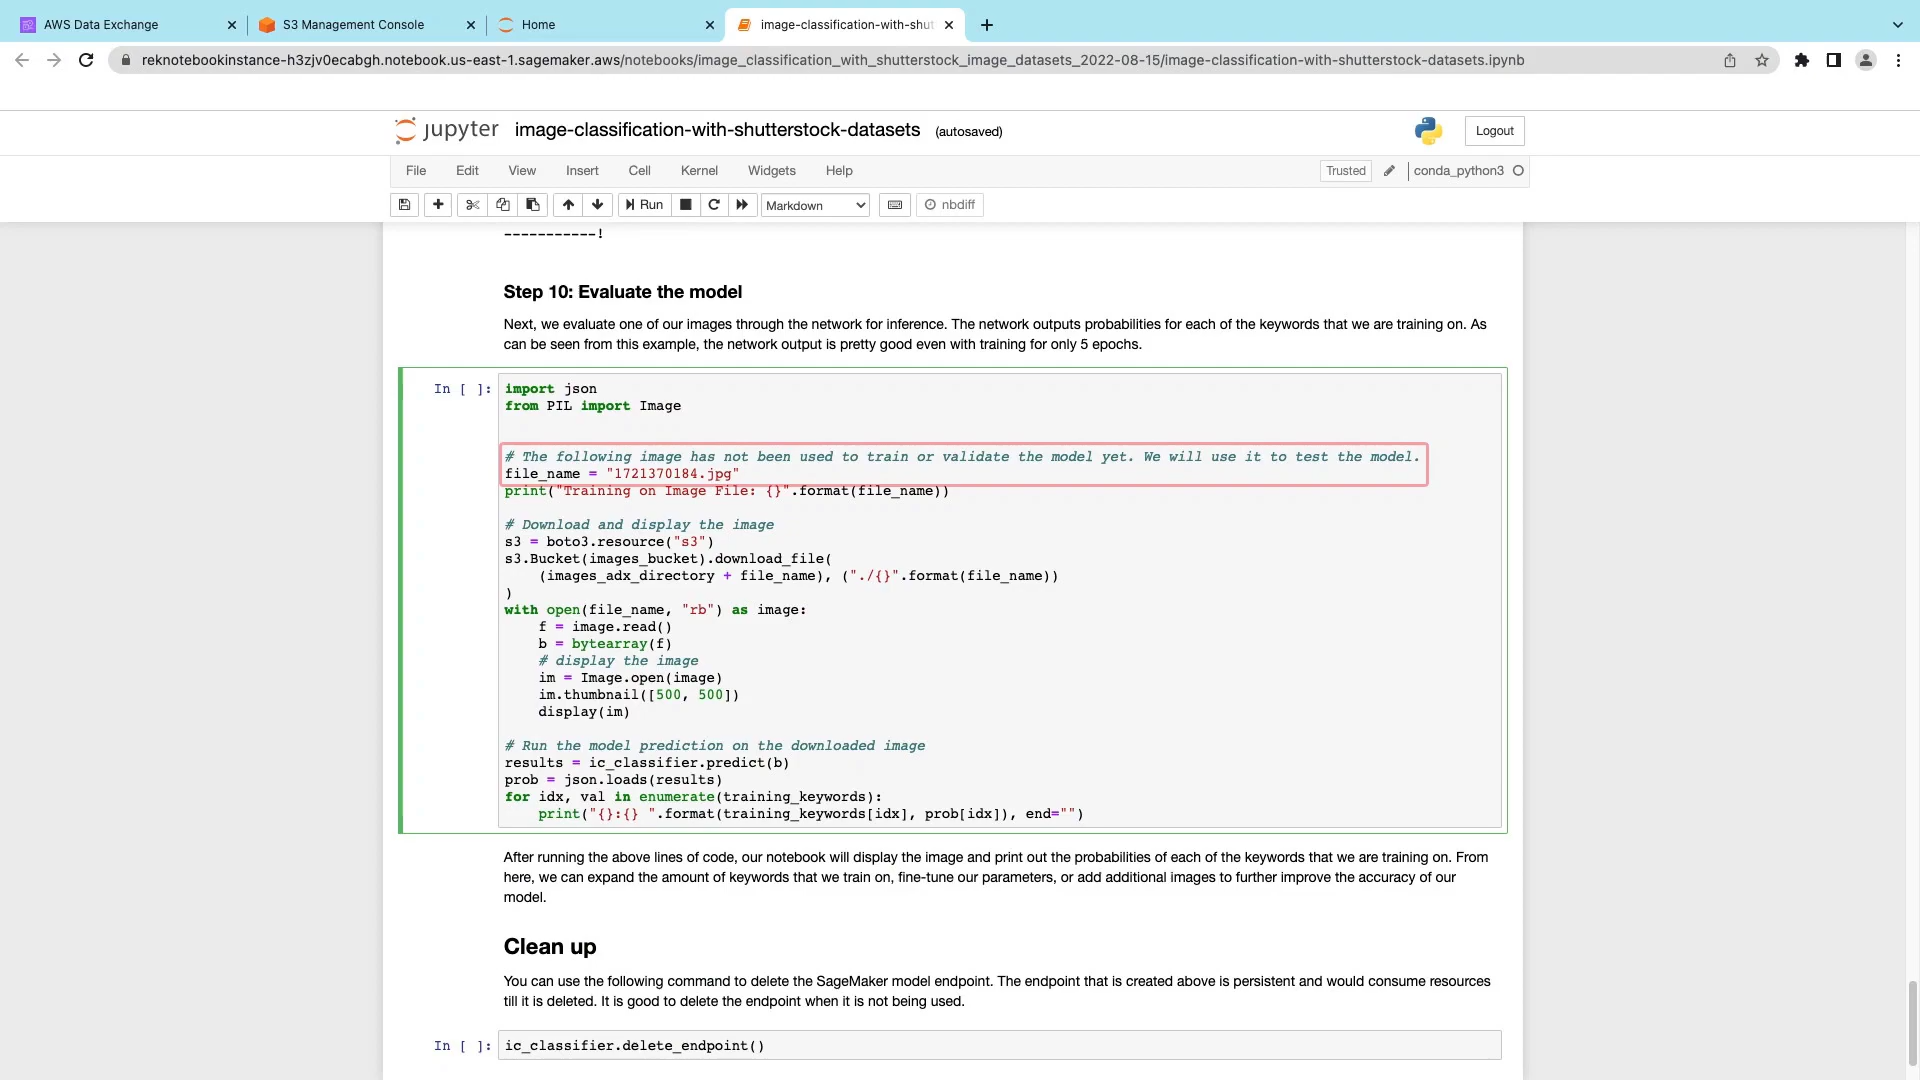 AWS Data Exchange
S3 Management Console
Home
image-classification-with-shut
reknotebookinstance-h3zjv0ecabgh.notebook.us-east-1.sagemaker.aws/notebooks/image_classification_with_shutterstock_image_datasets_2022-08-15/image-classification-with-shutterstock-datasets.ipynb
jupyter image-classification-with-shutterstock-datasets (autosaved)
Logout
File Edit View Insert Cell Kernel Widgets Help
Trusted
conda_python3
Run
Markdown
nbdiff
-----------!
Step 10: Evaluate the model
Next, we evaluate one of our images through the network for inference. The network outputs probabilities for each of the keywords that we are training on. As
can be seen from this example, the network output is pretty good even with training for only 5 epochs.
In [ ]:
import json
from PIL import Image
# The following image has not been used to train or validate the model yet. We will use it to test the model.
file_name = "1721370184.jpg"
print("Training on Image File: {}".format(file_name))
# Download and display the image
s3 = boto3.resource("s3")
s3.Bucket(images_bucket).download_file(
    (images_adx_directory + file_name), ("./{}".format(file_name))
)
with open(file_name, "rb") as image:
    f = image.read()
    b = bytearray(f)
    # display the image
    im = Image.open(image)
    im.thumbnail([500, 500])
    display(im)
# Run the model prediction on the downloaded image
results = ic_classifier.predict(b)
prob = json.loads(results)
for idx, val in enumerate(training_keywords):
    print("{}:{} ".format(training_keywords[idx], prob[idx]), end="")
After running the above lines of code, our notebook will display the image and print out the probabilities of each of the keywords that we are training on. From
here, we can expand the amount of keywords that we train on, fine-tune our parameters, or add additional images to further improve the accuracy of our
model.
Clean up
You can use the following command to delete the SageMaker model endpoint. The endpoint that is created above is persistent and would consume resources
till it is deleted. It is good to delete the endpoint when it is not being used.
In [ ]:
ic_classifier.delete_endpoint()